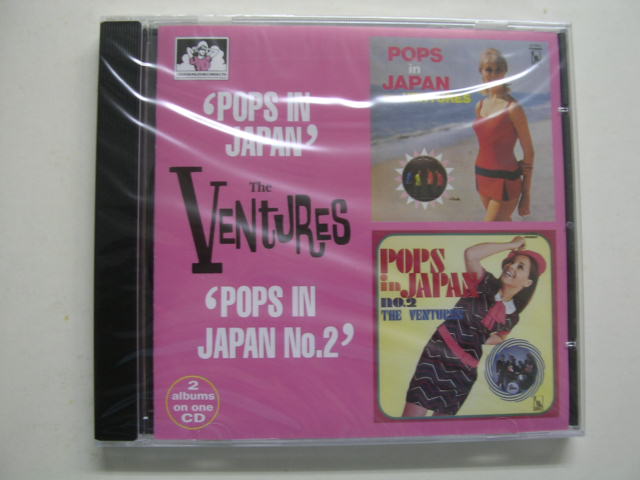 'POPS IN
JAPAN'
The
VENTURES
'POPS IN
JAPAN No.2'
2
albums
on one
CD
POPS
in
JAPAN
VENTURES
POPS
in JAPAN
no.2
THE VENTURES